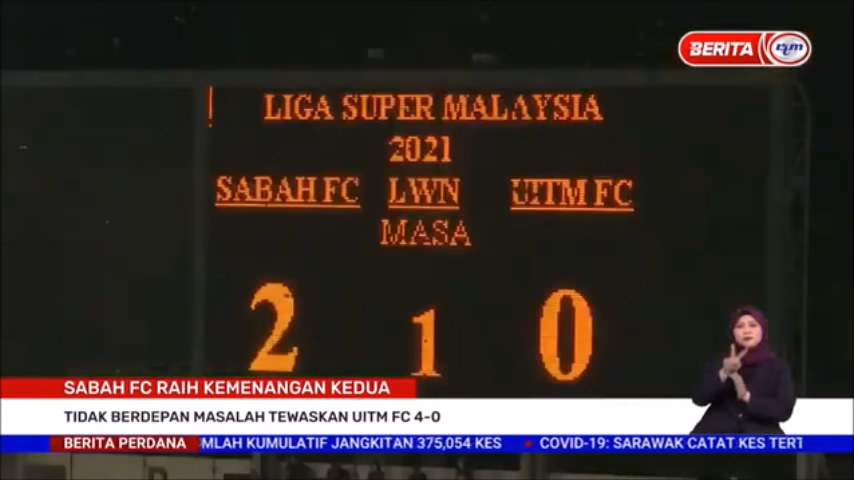 BERITA rtm
LIGA SUPER MALAYSIA
2021
SABAH FC LWN UITM FC
MASA
2 1 0
SABAH FC RAIH KEMENANGAN KEDUA
TIDAK BERDEPAN MASALAH TEWASKAN UITM FC 4-0
BERITA PERDANA MLAH KUMULATIF JANGKITAN 375,054 KES • COVID-19: SARAWAK CATAT KES TERT